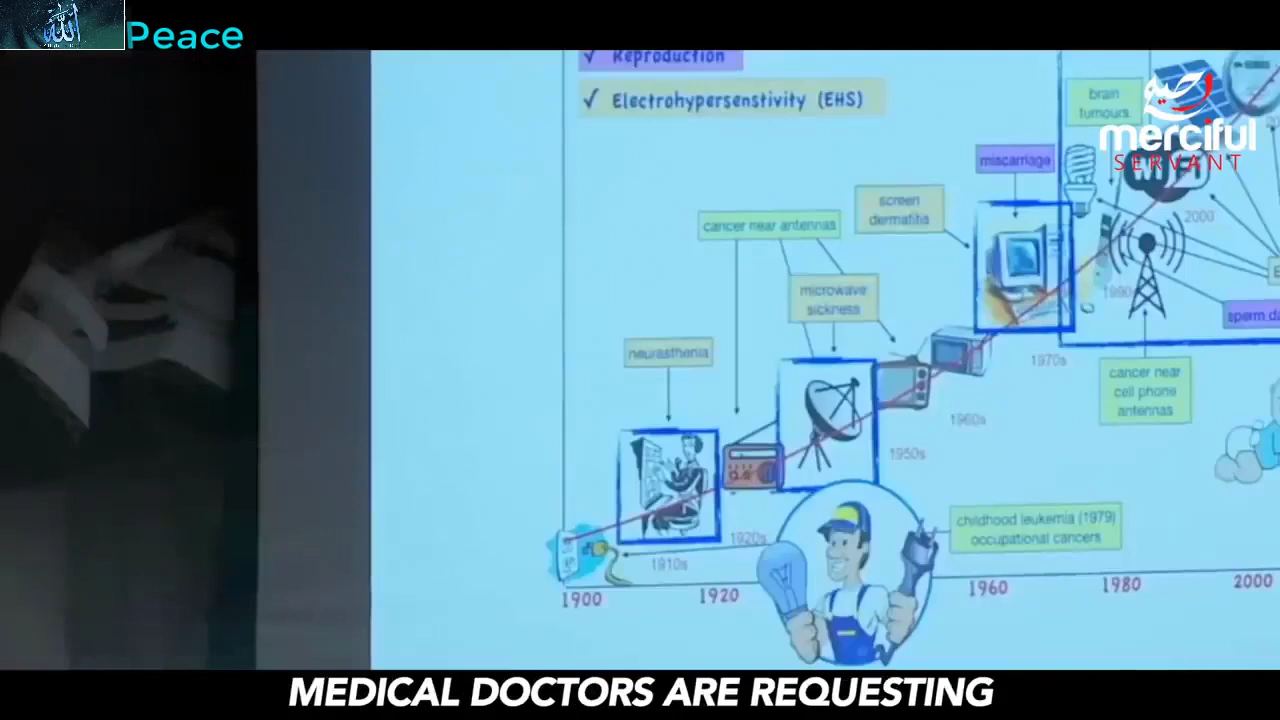 الله
Peace
✓ Reproduction
✓ Electrohypersenstivity (EHS)
brain
tumours
merciful
SERVANT
miscarriage
screen
dermatitis
2000
cancer near antennas
microwave
sickness
1990
sperm da
neurasthenia
1970s
cancer near
cell phone
antennas
1960s
1950s
childhood leukemia (1979)
occupational cancers
1920s
1910s
1900
1920
1960
1980
2000
MEDICAL DOCTORS ARE REQUESTING